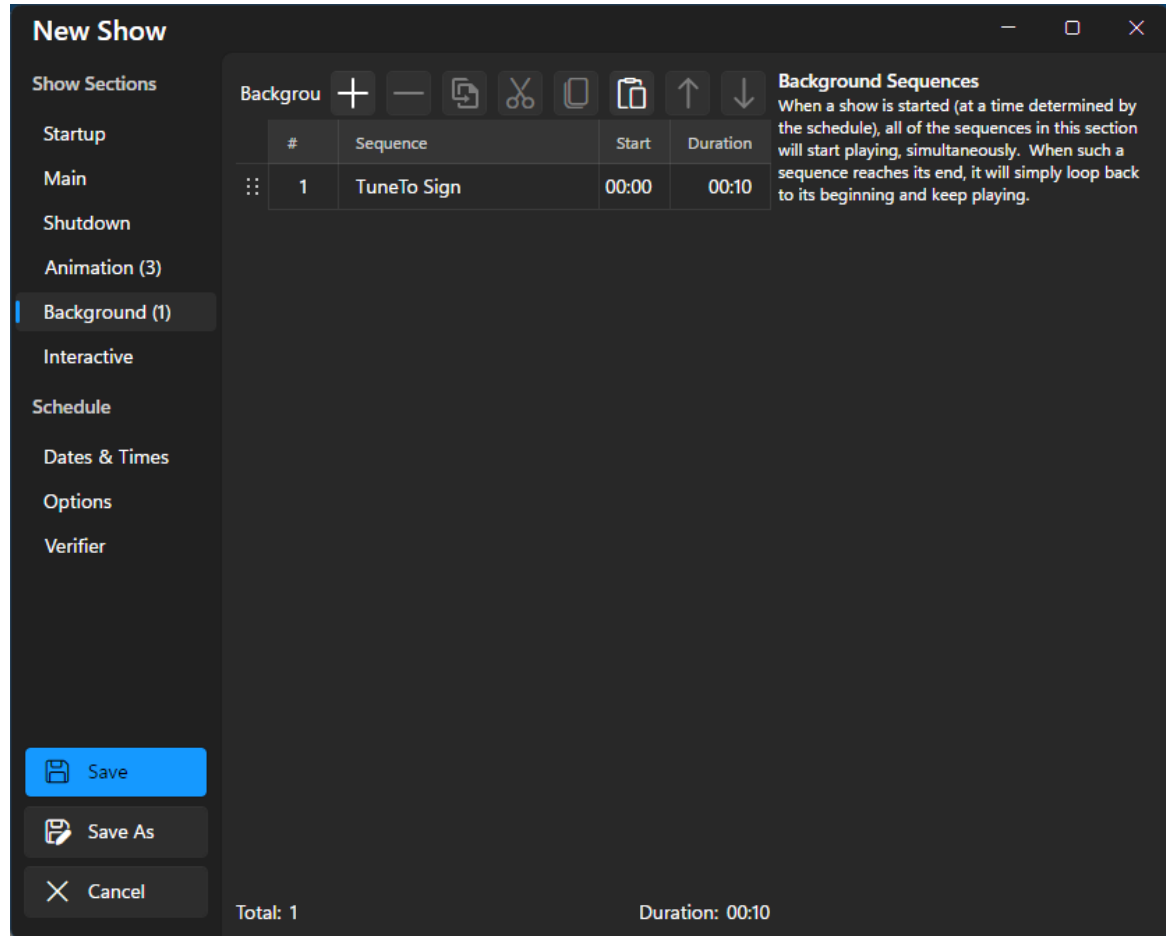 New Show
Show Sections
Startup
Main
Shutdown
Animation (3)
Background (1)
Interactive
Schedule
Dates & Times
Options
Verifier
Save
Save As
Cancel
Backgrou
# Sequence Start Duration
1 TuneTo Sign 00:00 00:10
Total: 1 Duration: 00:10
Background Sequences
When a show is started (at a time determined by
the schedule), all of the sequences in this section
will start playing, simultaneously. When such a
sequence reaches its end, it will simply loop back
to its beginning and keep playing.